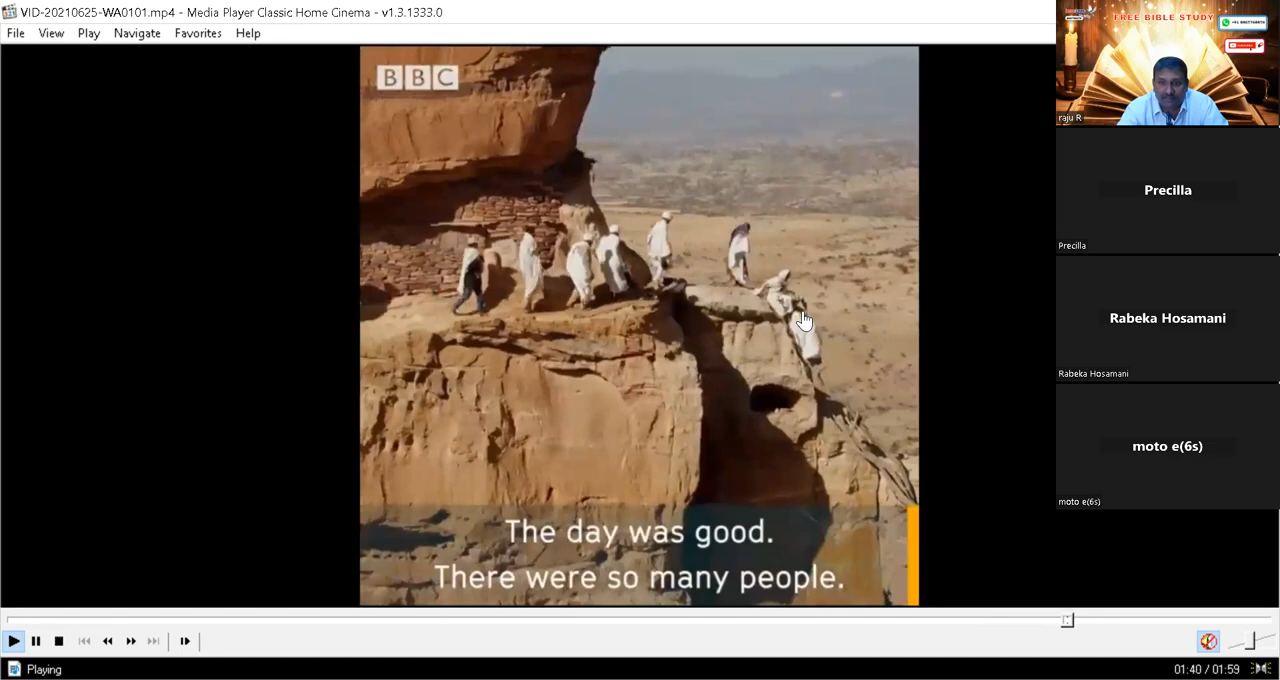 VID-20210625-WA0101.mp4 - Media Player Classic Home Cinema - v1.3.1333.0
File View Play Navigate Favorites Help
BBC
The day was good.
There were so many people.
Playing
01:40 / 01:59
FREE BIBLE STUDY
raju R
Precilla
Precilla
Rabeka Hosamani
Rabeka Hosamani
moto e(6s)
moto e(6s)